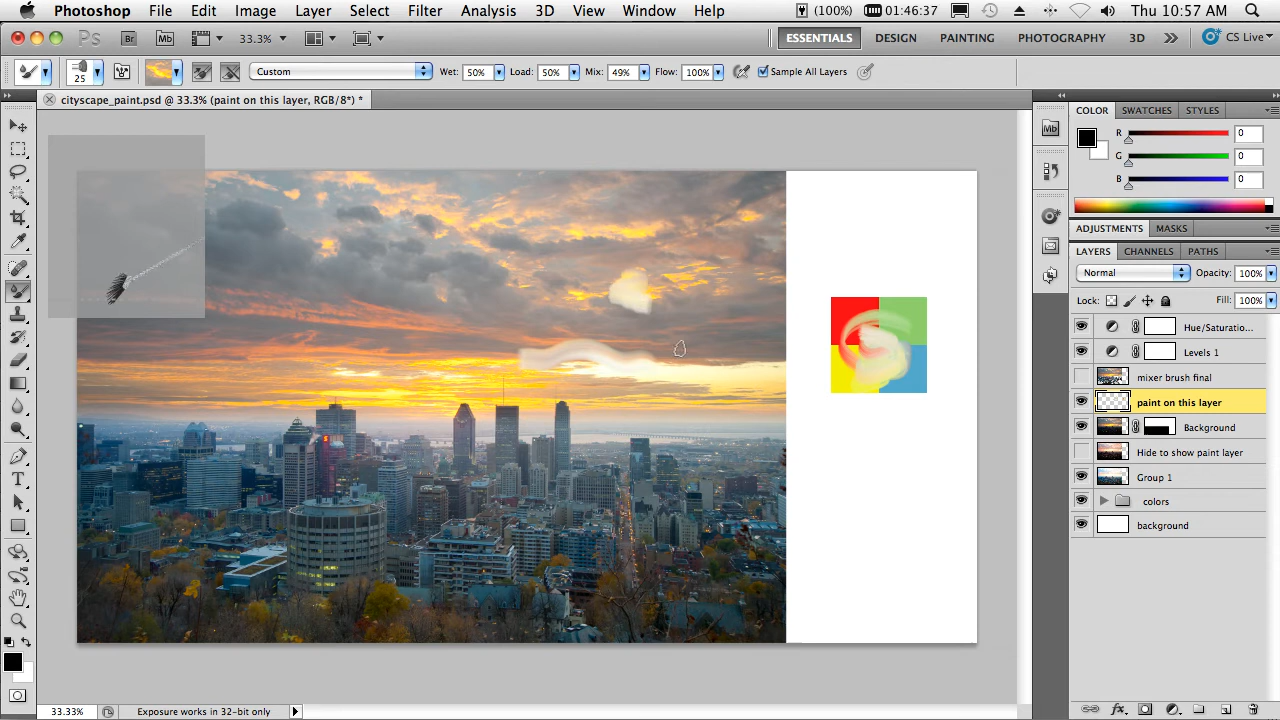 Photoshop File Edit Image Layer Select Filter Analysis 3D View Window Help (100%) 01:46:37 Thu 10:57 AM
Ps Br Mb 33.3% ESSENTIALS DESIGN PAINTING PHOTOGRAPHY 3D CS Live
25 Custom Wet: 50% Load: 50% Mix: 49% Flow: 100% Sample All Layers
cityscape_paint.psd @ 33.3% (paint on this layer, RGB/8*) *
Mb
COLOR SWATCHES STYLES
R 0
G 0
B 0
ADJUSTMENTS MASKS
LAYERS CHANNELS PATHS
Normal Opacity: 100%
Lock: Fill: 100%
Hue/Saturatio...
Levels 1
mixer brush final
paint on this layer
Background
Hide to show paint layer
Group 1
colors
background
T
33.33% Exposure works in 32-bit only